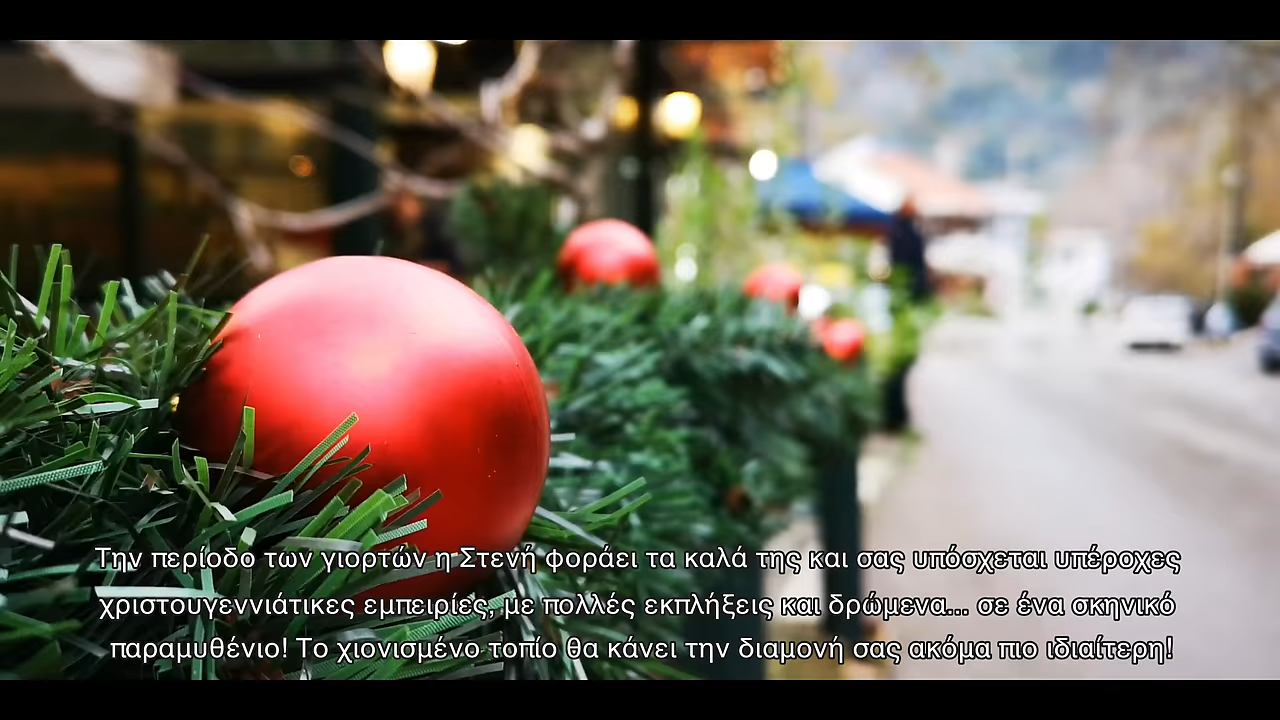 Την περίοδο των γιορτών η Στενή φοράει τα καλά της και σας υπόσχεται υπέροχες
χριστουγεννιάτικες εμπειρίες, με πολλές εκπλήξεις και δρώμενα... σε ένα σκηνικό
παραμυθένιο! Το χιονισμένο τοπίο θα κάνει την διαμονή σας ακόμα πιο ιδιαίτερη!